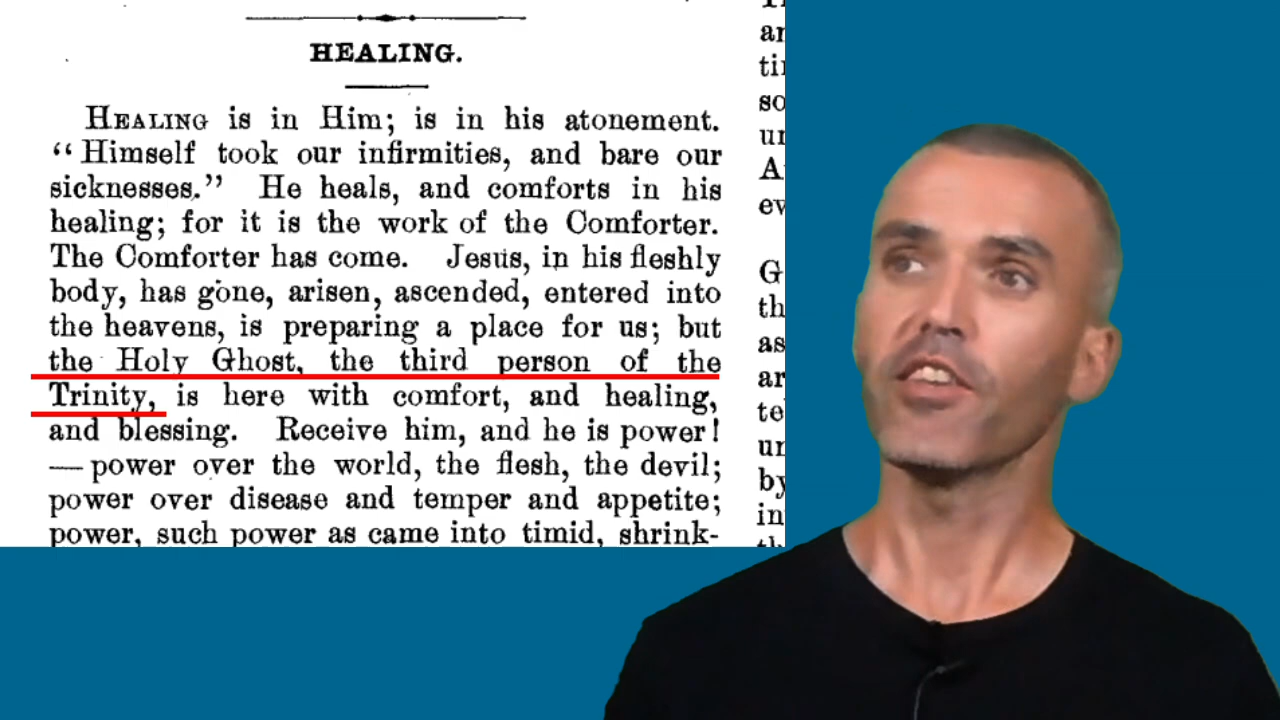 HEALING.
HEALING is in Him; is in his atonement.
“ Himself took our infirmities, and bare our
sicknesses.” He heals, and comforts in his
healing; for it is the work of the Comforter.
The Comforter has come. Jesus, in his fleshly
body, has gone, arisen, ascended, entered into
the heavens, is preparing a place for us; but
the Holy Ghost, the third person of the
Trinity, is here with comfort, and healing,
and blessing. Receive him, and he is power!
— power over the world, the flesh, the devil;
power over disease and temper and appetite;
power, such power as came into timid, shrink-